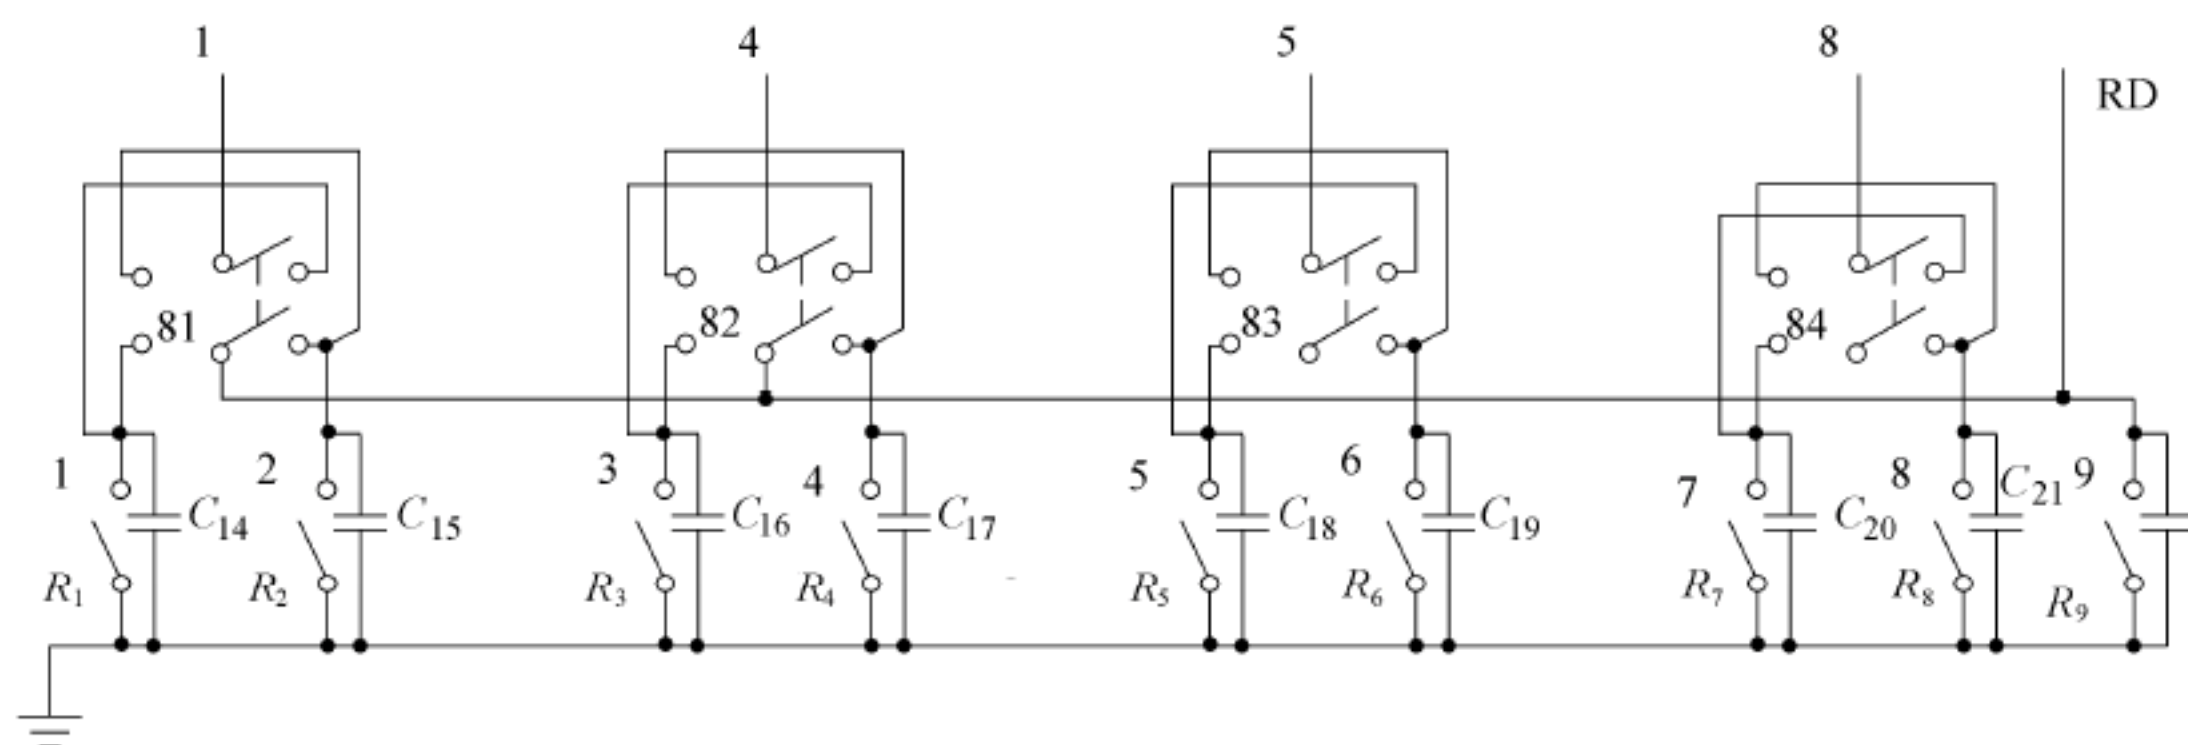 1 4 5 8
RD
81 82 83 84
1 2 3 4 5 6 7 8 9
C14 C15 C16 C17 C18 C19 C20 C21
R1 R2 R3 R4 R5 R6 R7 R8 R9